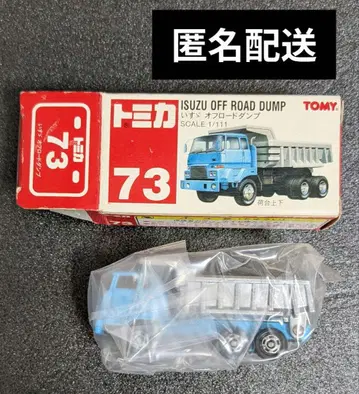 匿名配送
トミカ
73
ISUZU OFF ROAD DUMP
いすゞ オフロードダンプ
SCALE 1/111
TOMY.
荷台上下
トミカ
73
いすゞ オフロードダンプ